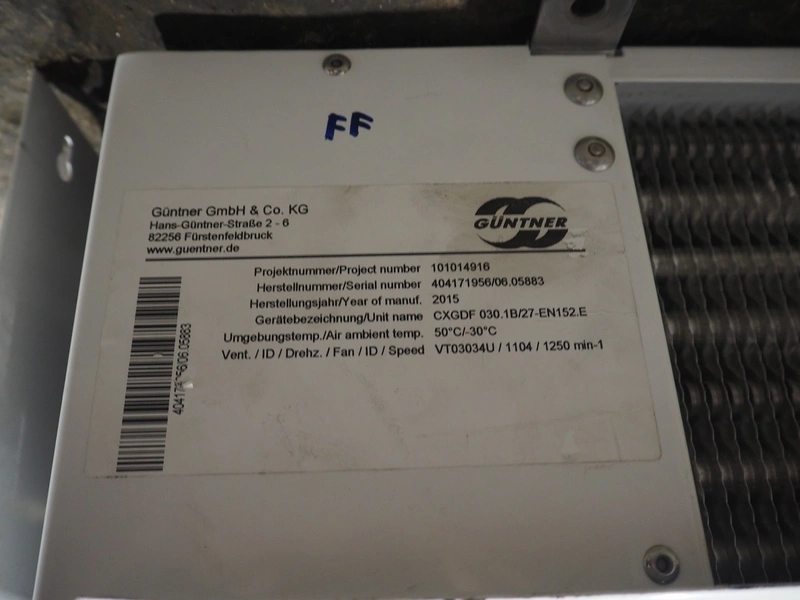 FF
Güntner GmbH & Co. KG
Hans-Güntner-Straße 2 - 6
82256 Fürstenfeldbruck
www.guentner.de
GÜNTNER
Projektnummer/Project number 101014916
Herstellnummer/Serial number 404171956/06.05883
Herstellungsjahr/Year of manuf. 2015
Gerätebezeichnung/Unit name CXGDF 030.1B/27-EN152.E
Umgebungstemp./Air ambient temp. 50°C/-30°C
Vent. / ID / Drehz. / Fan / ID / Speed VT03034U / 1104 / 1250 min-1